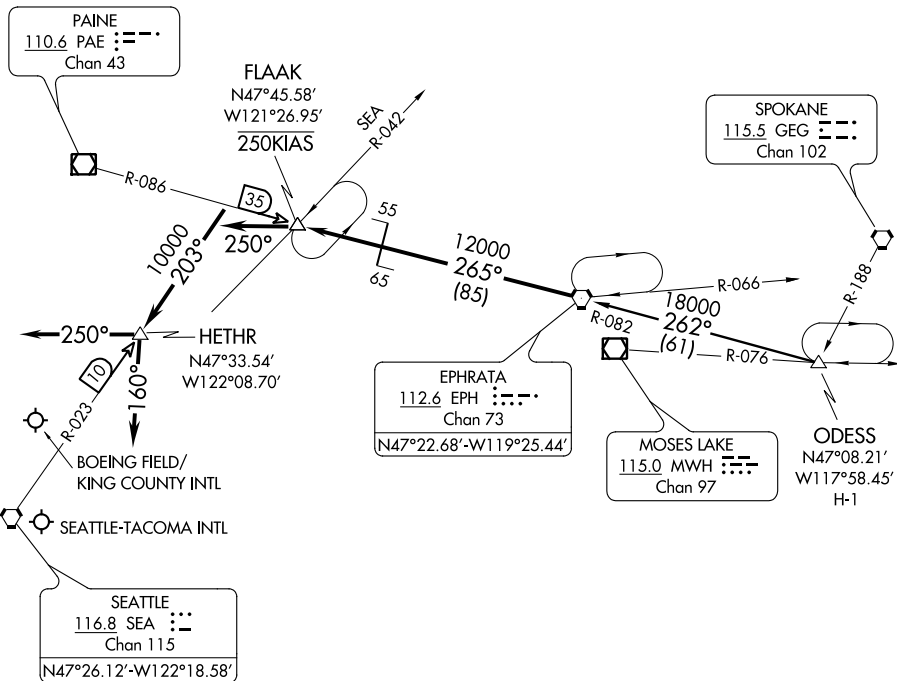 PAINE
110.6 PAE
Chan 43
FLAAK
N47°45.58’
W121°26.95’
250KIAS
SEA
R-042
SPOKANE
115.5 GEG
Chan 102
R-086
35
250°
55
65
12000
265°
(85)
R-066
R-188
10000
203°
18000
262°
(61)
R-082
R-076
250°
HETHR
N47°33.54’
W122°08.70’
10
160°
R-023
EPHRATA
112.6 EPH
Chan 73
N47°22.68’-W119°25.44’
MOSES LAKE
115.0 MWH
Chan 97
ODESS
N47°08.21’
W117°58.45’
H-1
BOEING FIELD/
KING COUNTY INTL
SEATTLE-TACOMA INTL
SEATTLE
116.8 SEA
Chan 115
N47°26.12’-W122°18.58’